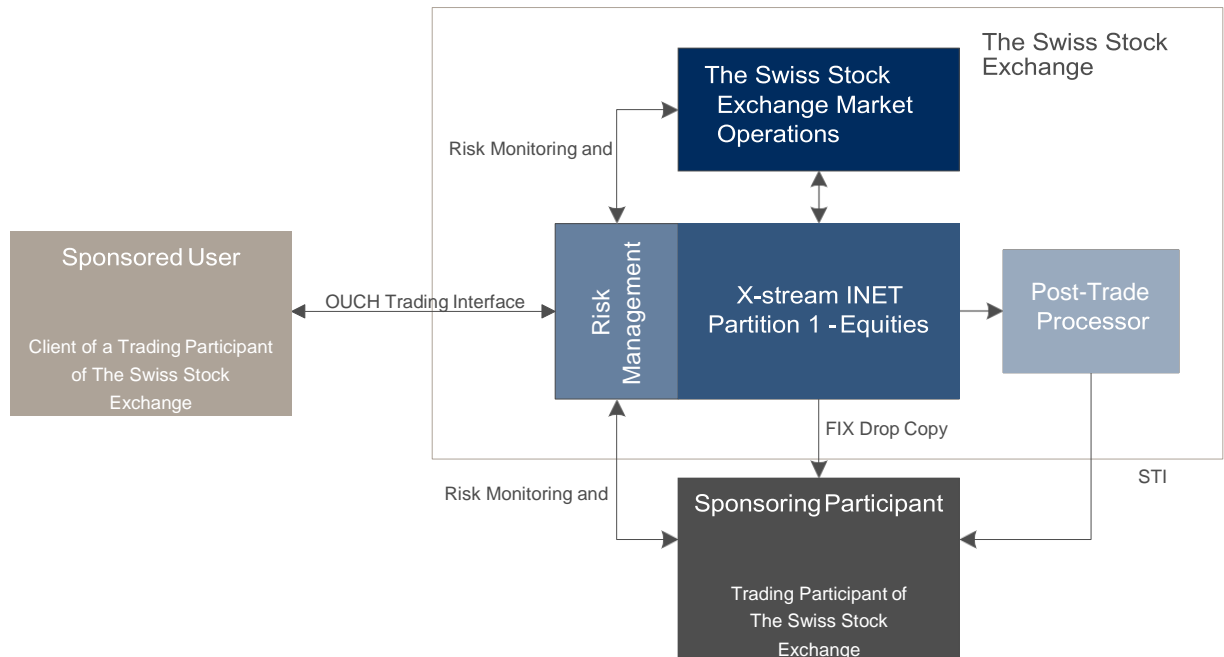 The Swiss Stock
Exchange
The Swiss Stock
Exchange Market
Operations
Risk Monitoring and
Sponsored User
Client of a Trading Participant
of The Swiss Stock
Exchange
OUCH Trading Interface
Risk
Management
X-stream INET
Partition 1 - Equities
Post-Trade
Processor
FIX Drop Copy
STI
Risk Monitoring and
Sponsoring Participant
Trading Participant of
The Swiss Stock
Exchange